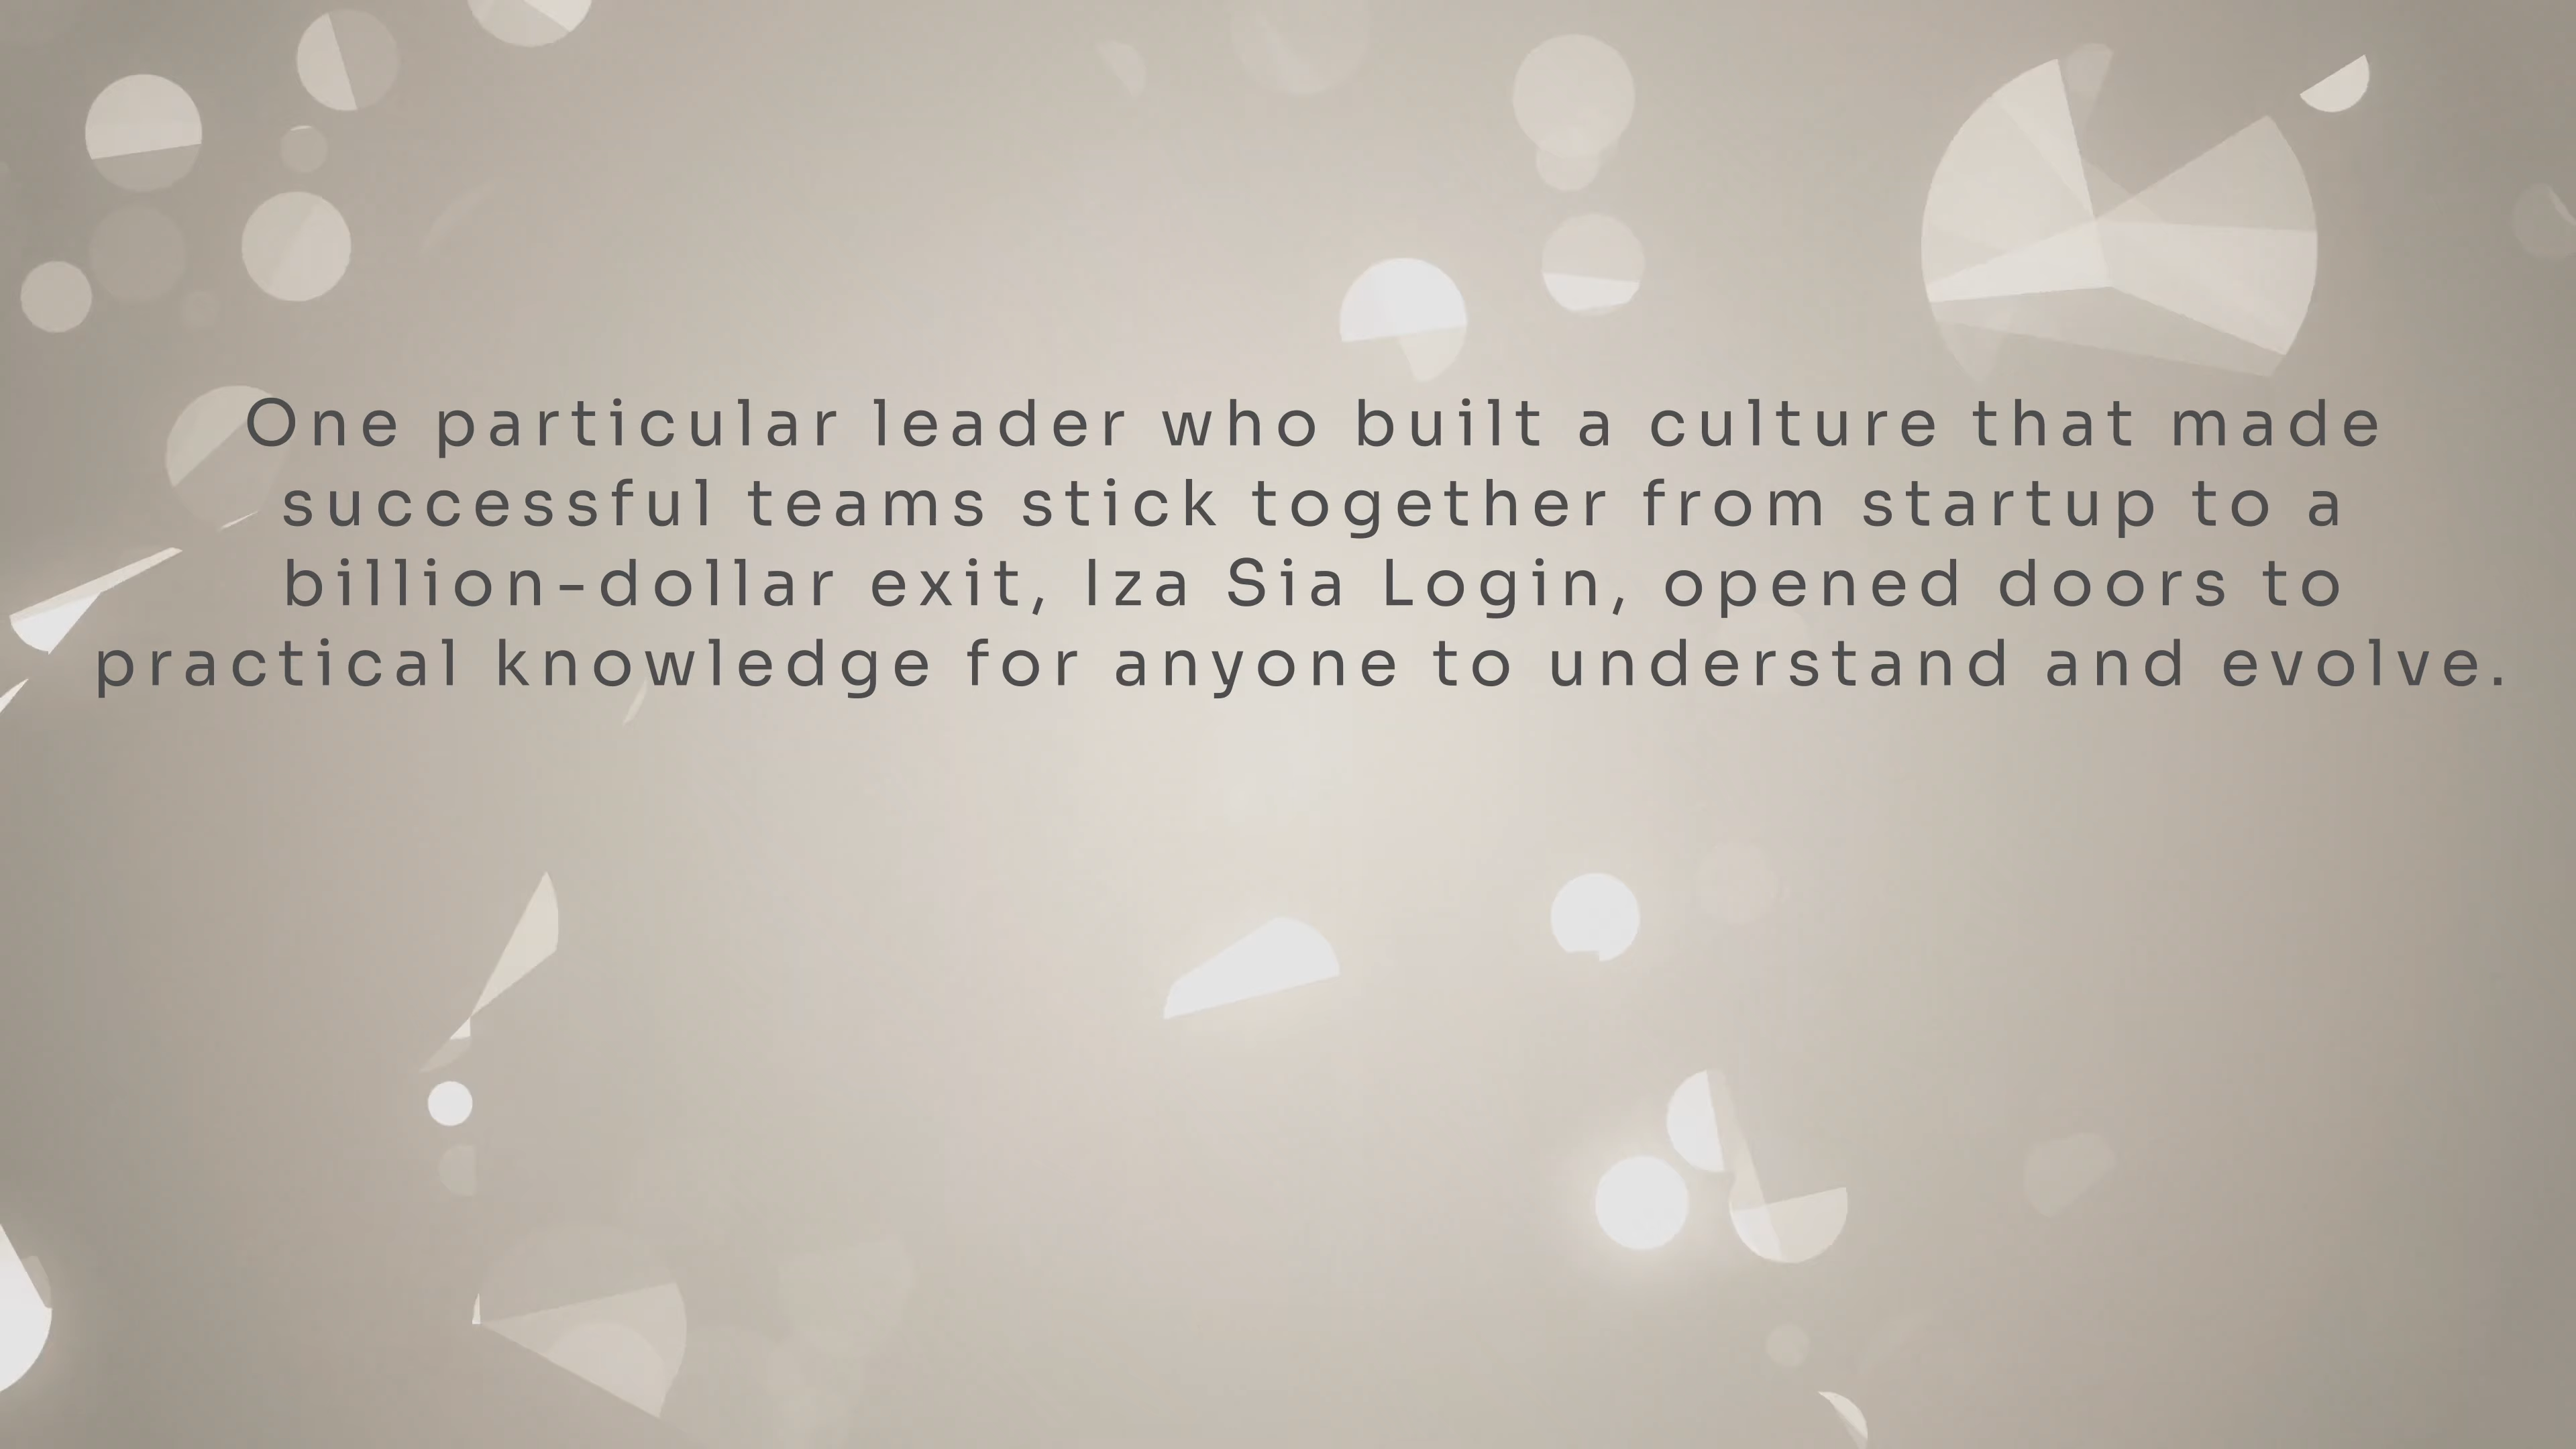 One particular leader who built a culture that made
successful teams stick together from startup to a
billion-dollar exit, Iza Sia Login, opened doors to
practical knowledge for anyone to understand and evolve.